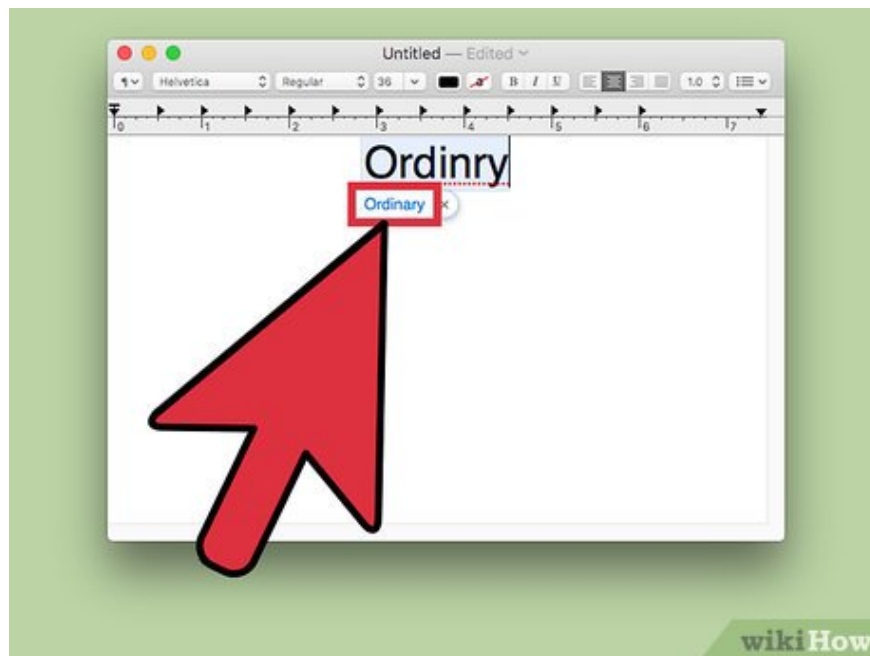 Untitled — Edited
¶ Helvetica Regular 36 a B I U 1.0
0 1 2 3 4 5 6 7
Ordinry
Ordinary ×
wikiHow